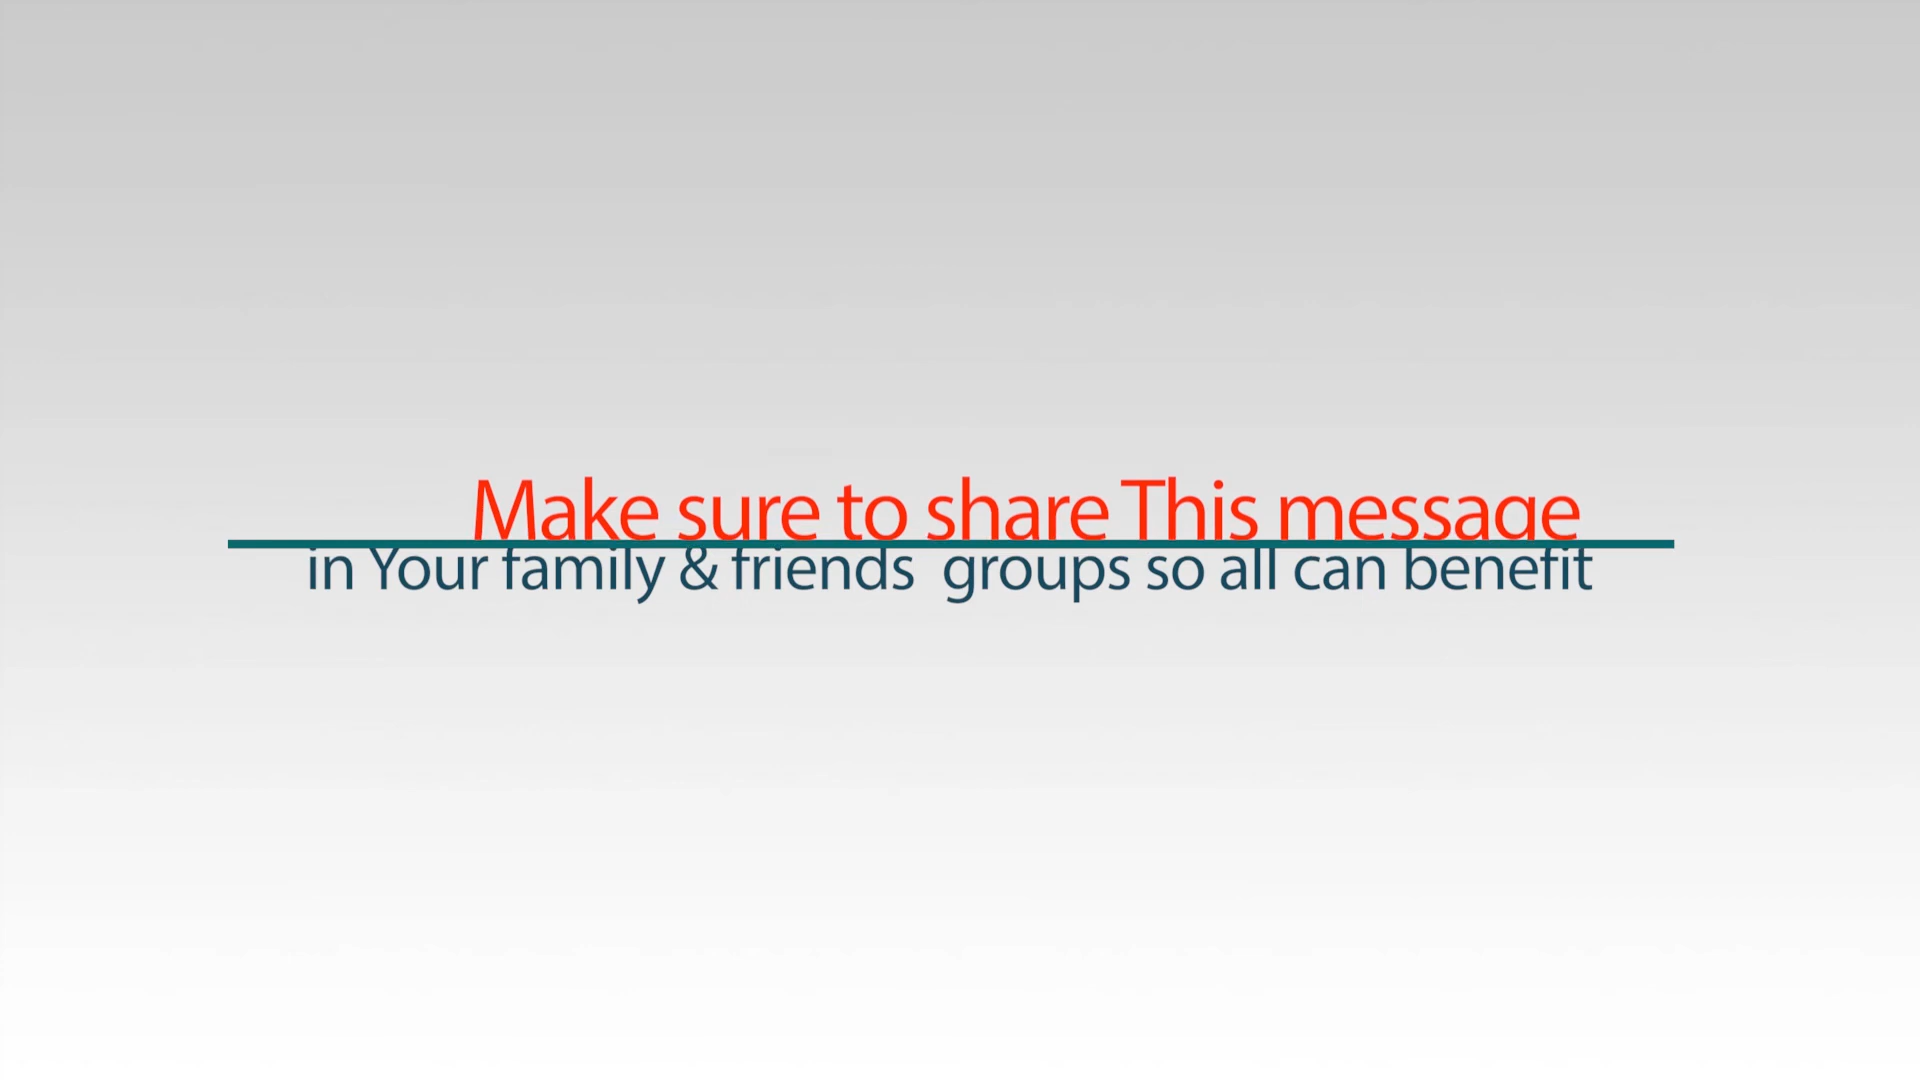 Make sure to share This message
in Your family & friends  groups so all can benefit